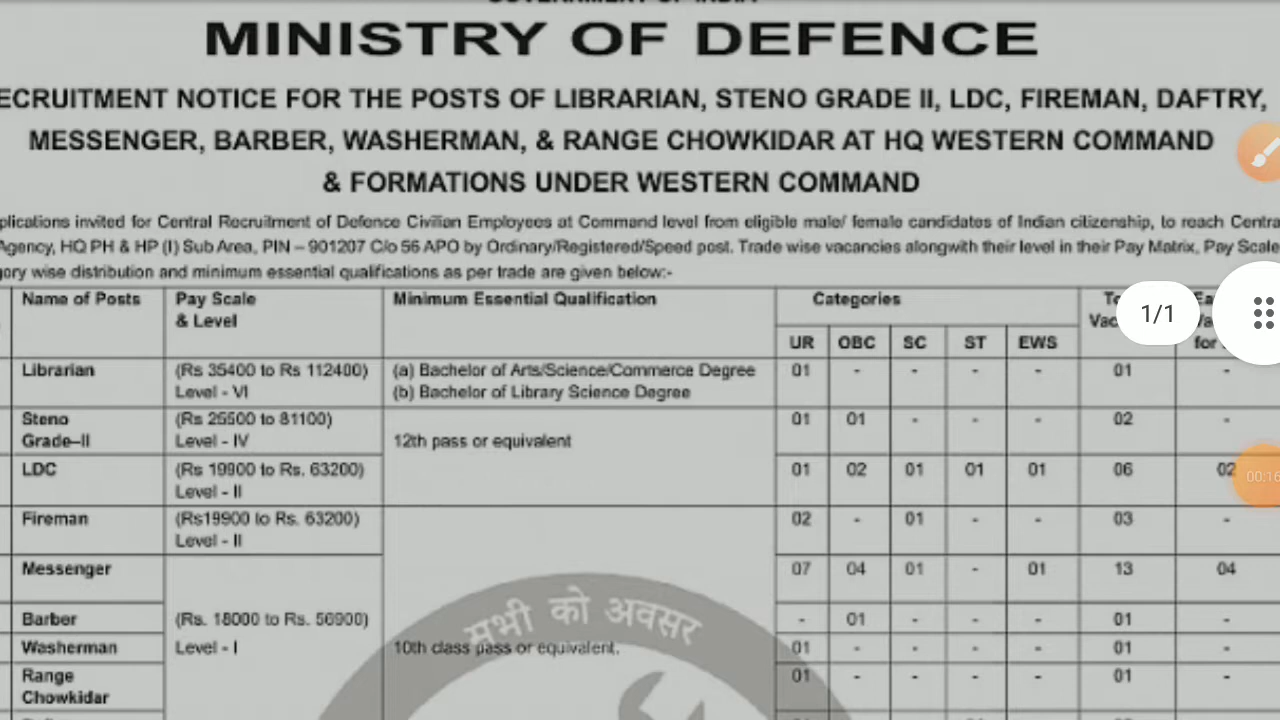 MINISTRY OF DEFENCE
ECRUITMENT NOTICE FOR THE POSTS OF LIBRARIAN, STENO GRADE II, LDC, FIREMAN, DAFTRY,
MESSENGER, BARBER, WASHERMAN, & RANGE CHOWKIDAR AT HQ WESTERN COMMAND
& FORMATIONS UNDER WESTERN COMMAND
plications invited for Central Recruitment of Defence Civilian Employees at Command level from eligible male/ female candidates of Indian citizenship, to reach Centra
Agency, HQ PH & HP (I) Sub Area, PIN – 901207 C/o 56 APO by Ordinary/Registered/Speed post. Trade wise vacancies alongwith their level in their Pay Matrix, Pay Scale
gory wise distribution and minimum essential qualifications as per trade are given below:-
Name of Posts Pay Scale & Level Minimum Essential Qualification Categories
UR OBC SC ST EWS for
1/1
Librarian (Rs 35400 to Rs 112400) (a) Bachelor of Arts/Science/Commerce Degree 01 - - - - 01 -
Level - VI (b) Bachelor of Library Science Degree
Steno (Rs 25500 to 81100) 01 01 - - - 02 -
Grade–II Level - IV 12th pass or equivalent
LDC (Rs 19900 to Rs. 63200) 01 02 01 01 01 06 02
Level - II
00:16
Fireman (Rs19900 to Rs. 63200) 02 - 01 - - 03 -
Level - II
Messenger 07 04 01 - 01 13 04
सभी को अवसर
Barber (Rs. 18000 to Rs. 56900) - 01 - - - 01 -
Washerman Level - I 10th class pass or equivalent. 01 - - - - 01 -
Range 01 - - - - 01 -
Chowkidar